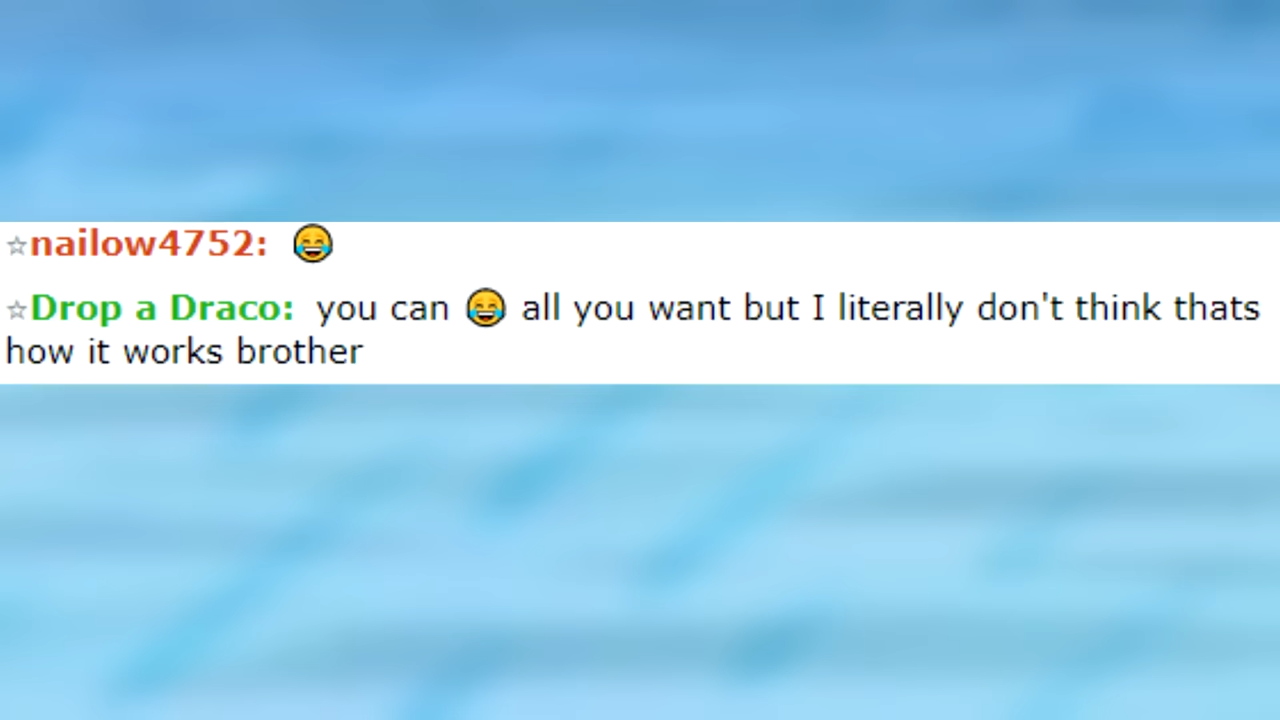 ☆nailow4752: 😂
☆Drop a Draco: you can 😂 all you want but I literally don't think thats
how it works brother